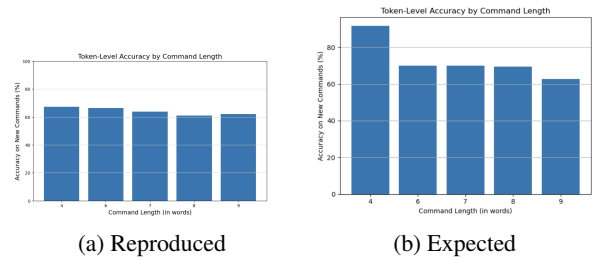 Token-Level Accuracy by Command Length
Accuracy on New Commands (%)
100
80
60
40
20
0
4 6 7 8 9
Command Length (in words)
(a) Reproduced
Token-Level Accuracy by Command Length
Accuracy on New Commands (%)
80
60
40
20
0
4 6 7 8 9
Command Length (in words)
(b) Expected